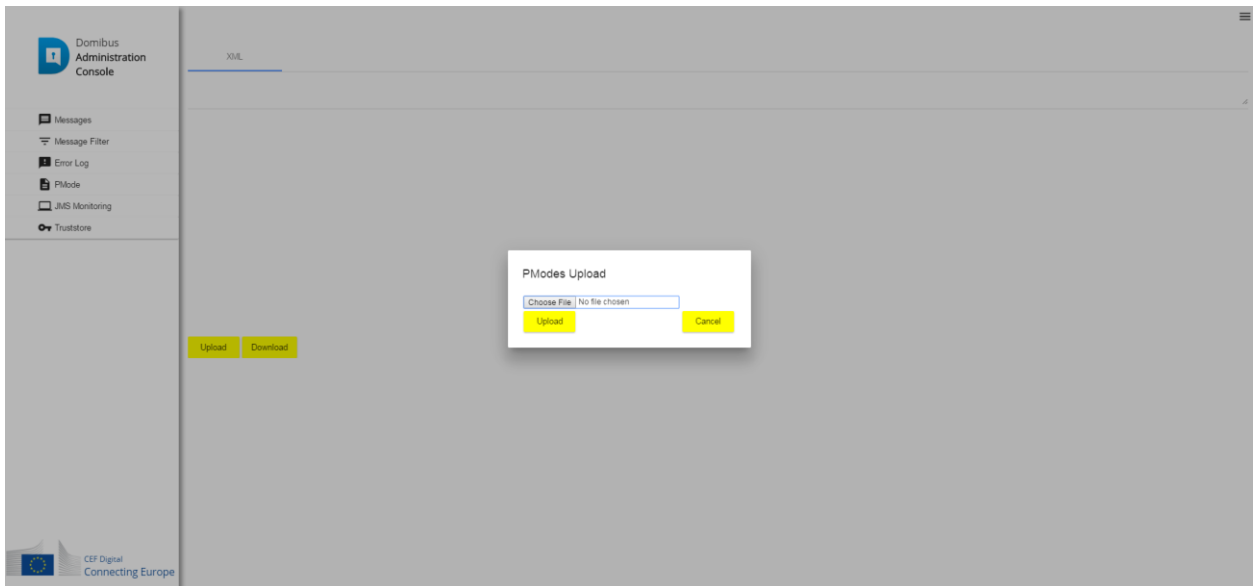 Domibus
Administration
Console
Messages
Message Filter
Error Log
PMode
JMS Monitoring
Truststore
XML
PModes Upload
Choose File No file chosen
Upload Cancel
Upload Download
CEF Digital
Connecting Europe